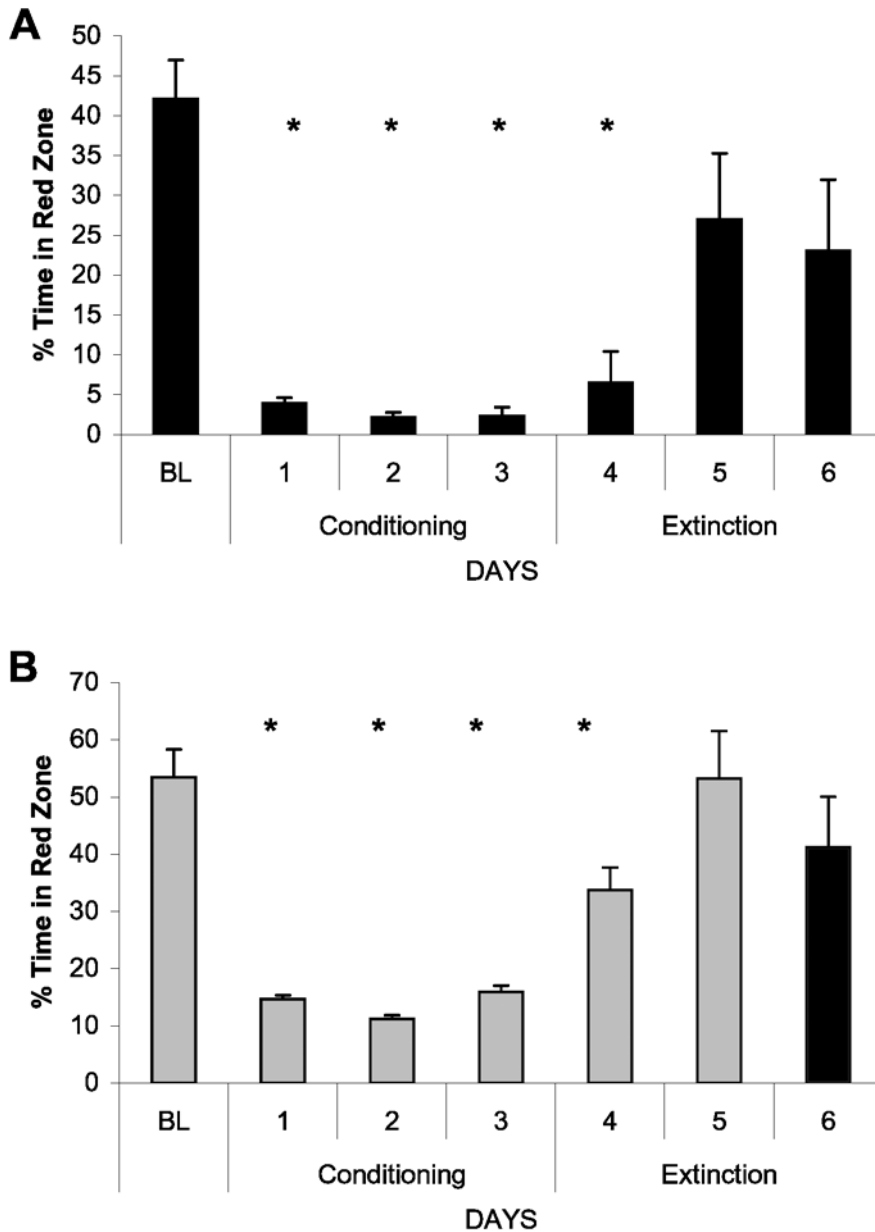 A
50
45
40
35
30
25
20
15
10
5
0
% Time in Red Zone
* * * *
BL 1 2 3 4 5 6
Conditioning Extinction
DAYS
B
70
60
50
40
30
20
10
0
% Time in Red Zone
* * * *
BL 1 2 3 4 5 6
Conditioning Extinction
DAYS